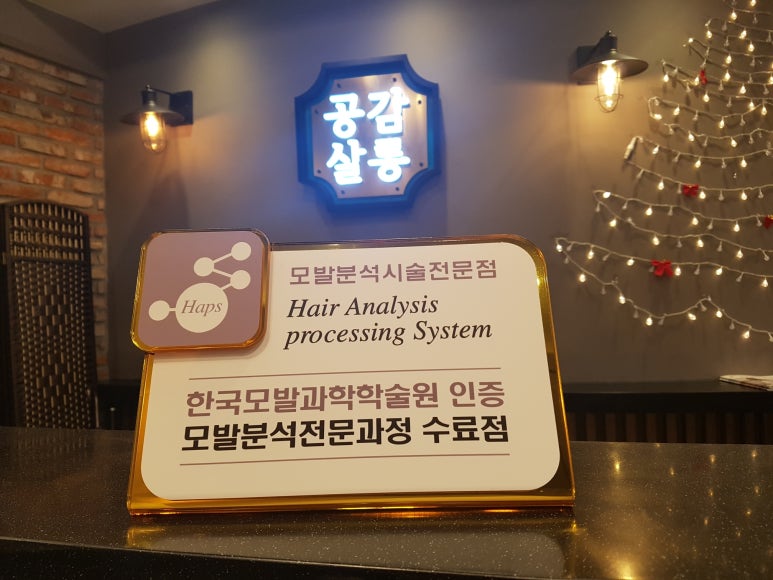 공감
살롱
Haps
모발분석시술전문점
Hair Analysis
processing System
한국모발과학학술원 인증
모발분석전문과정 수료점